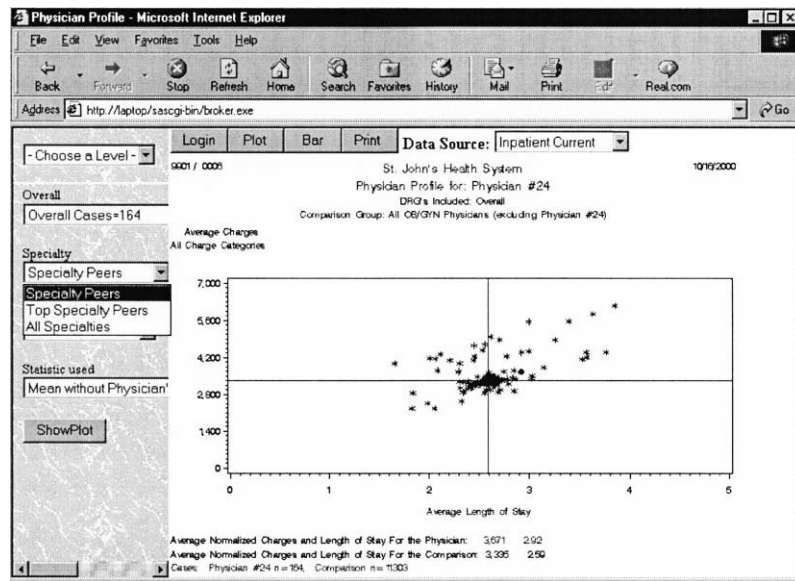 Physician Profile - Microsoft Internet Explorer
File Edit View Favorites Tools Help
Back Forward Stop Refresh Home Search Favorites History Mail Print Edit Real.com
Address http://laptop/sascgi-bin/broker.exe Go
- Choose a Level -
Login Plot Bar Print Data Source: Inpatient Current
9901 / 0006 St. John's Health System 10/16/2000
Physician Profile for: Physician #24
DRG's Included: Overall
Comparison Group: All OB/GYN Physicians (excluding Physician #24)
Overall
Overall Cases=164
Specialty
Specialty Peers
Specialty Peers
Top Specialty Peers
All Specialties
Statistic used
Mean without Physician'
ShowPlot
Average Charges
All Charge Categories
7,000
5,600
4,200
2,800
1,400
0
0 1 2 3 4 5
Average Length of Stay
Average Normalized Charges and Length of Stay For the Physician: 3,671 2.92
Average Normalized Charges and Length of Stay For the Comparison: 3,335 2.59
Cases: Physician #24 n=164, Comparison n=11303